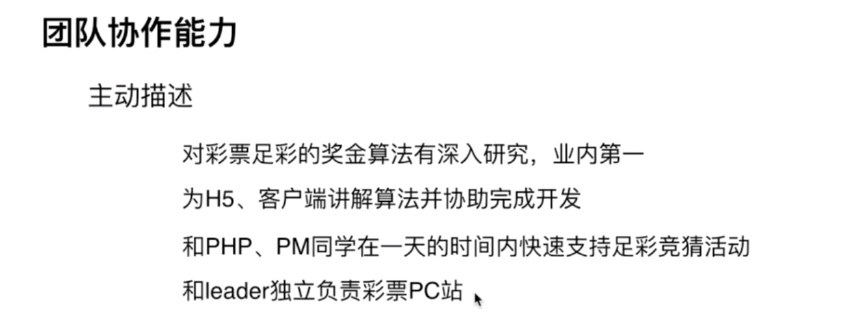 团队协作能力
主动描述
对彩票足彩的奖金算法有深入研究，业内第一
为H5、客户端讲解算法并协助完成开发
和PHP、PM同学在一天的时间内快速支持足彩竞猜活动
和leader独立负责彩票PC站